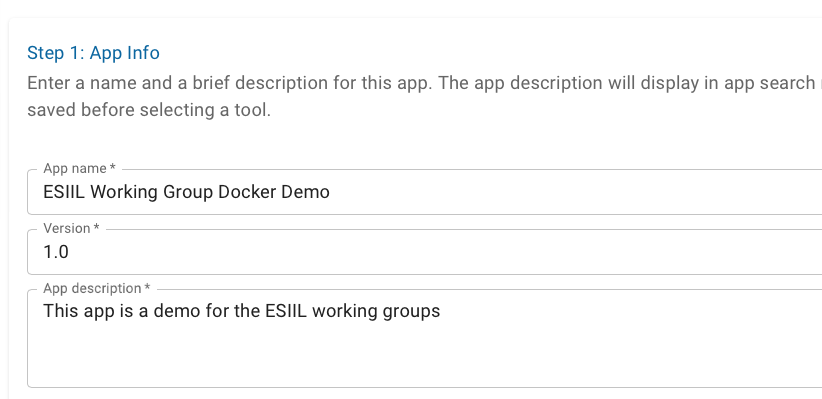 Step 1: App Info
Enter a name and a brief description for this app. The app description will display in app search
saved before selecting a tool.
App name *
ESIIL Working Group Docker Demo
Version *
1.0
App description *
This app is a demo for the ESIIL working groups